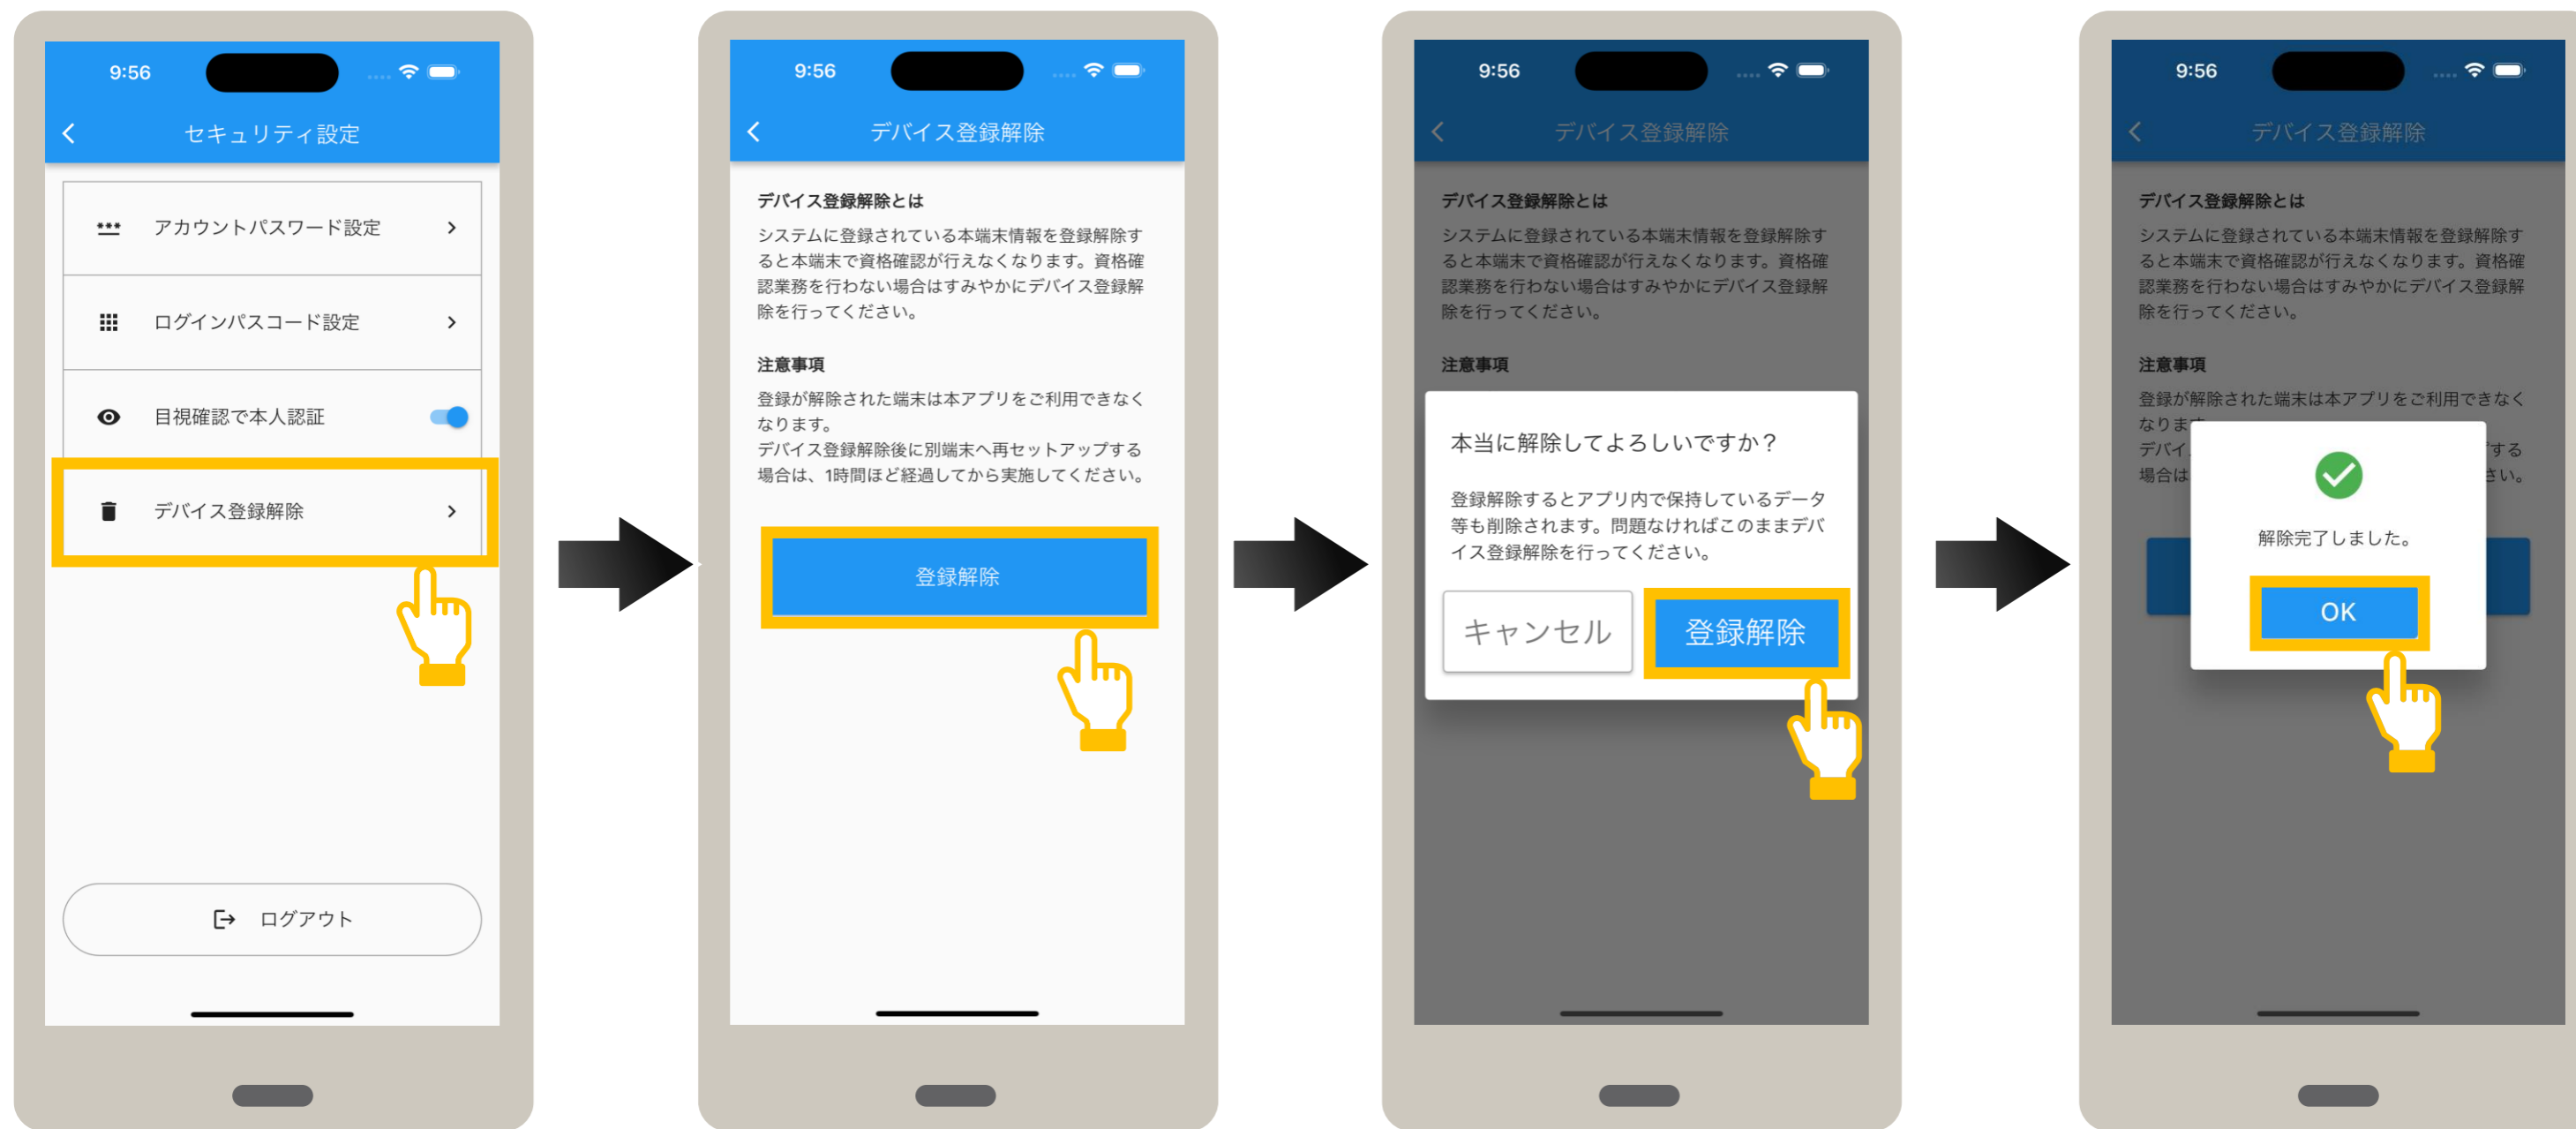 9:56
セキュリティ設定
アカウントパスワード設定
ログインパスコード設定
目視確認で本人認証
デバイス登録解除
ログアウト
9:56
デバイス登録解除
デバイス登録解除とは
システムに登録されている本端末情報を登録解除す
ると本端末で資格確認が行えなくなります。資格確
認業務を行わない場合はすみやかにデバイス登録解
除を行ってください。
注意事項
登録が解除された端末は本アプリをご利用できなく
なります。
デバイス登録解除後に別端末へ再セットアップする
場合は、1時間ほど経過してから実施してください。
登録解除
9:56
デバイス登録解除
デバイス登録解除とは
システムに登録されている本端末情報を登録解除す
ると本端末で資格確認が行えなくなります。資格確
認業務を行わない場合はすみやかにデバイス登録解
除を行ってください。
注意事項
本当に解除してよろしいですか？
登録解除するとアプリ内で保持しているデータ
等も削除されます。問題なければこのままデバ
イス登録解除を行ってください。
キャンセル
登録解除
9:56
デバイス登録解除
デバイス登録解除とは
システムに登録されている本端末情報を登録解除す
ると本端末で資格確認が行えなくなります。資格確
認業務を行わない場合はすみやかにデバイス登録解
除を行ってください。
注意事項
登録が解除された端末は本アプリをご利用できなく
なりま
デバイ
する
場合は
さい。
解除完了しました。
OK